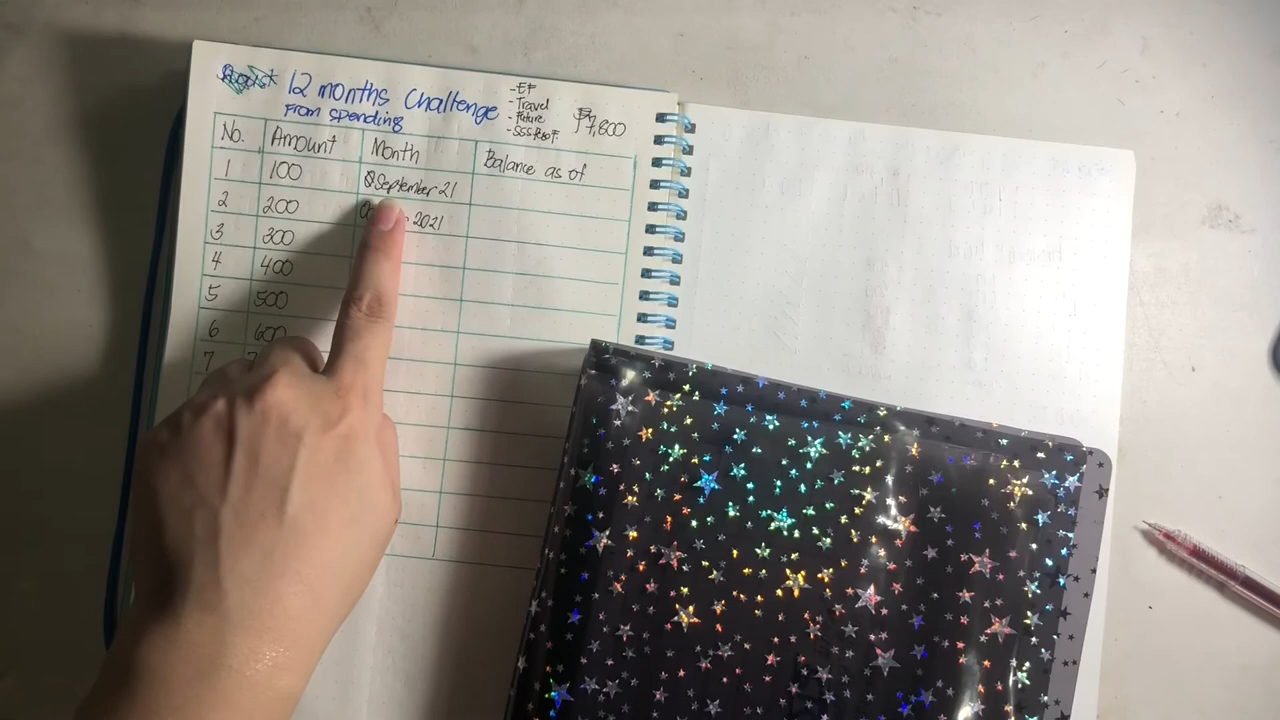 12 months Challenge
From spending
- EF
- Travel
- Future
- SSS
₱7,800
No. Amount Month Balance as of
1 100 September 21
2 200 2021
3 300
4 400
5 500
6 600
7